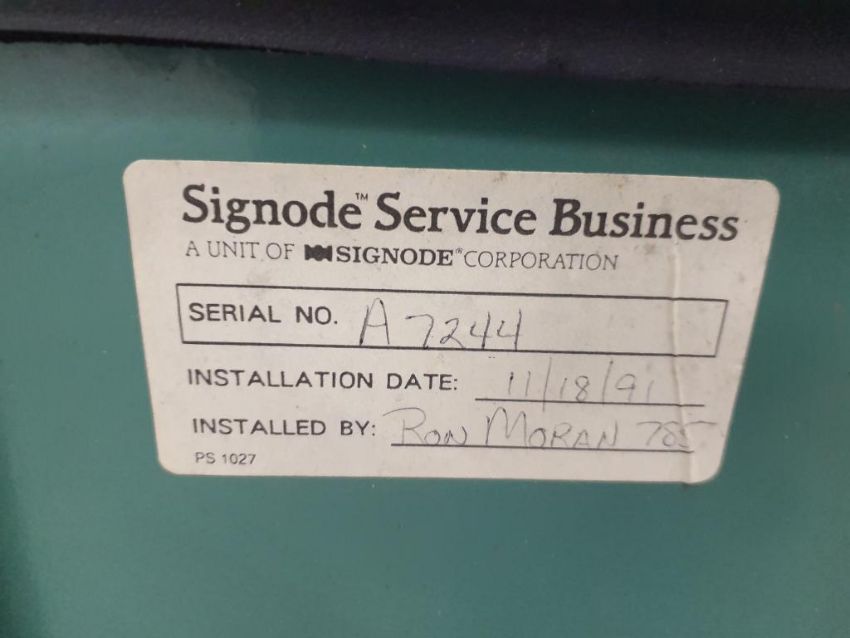 Signode™ Service Business
A UNIT OF SIGNODE® CORPORATION
SERIAL NO. A 7244
INSTALLATION DATE: 11/18/91
INSTALLED BY: RON MORAN 785
PS 1027